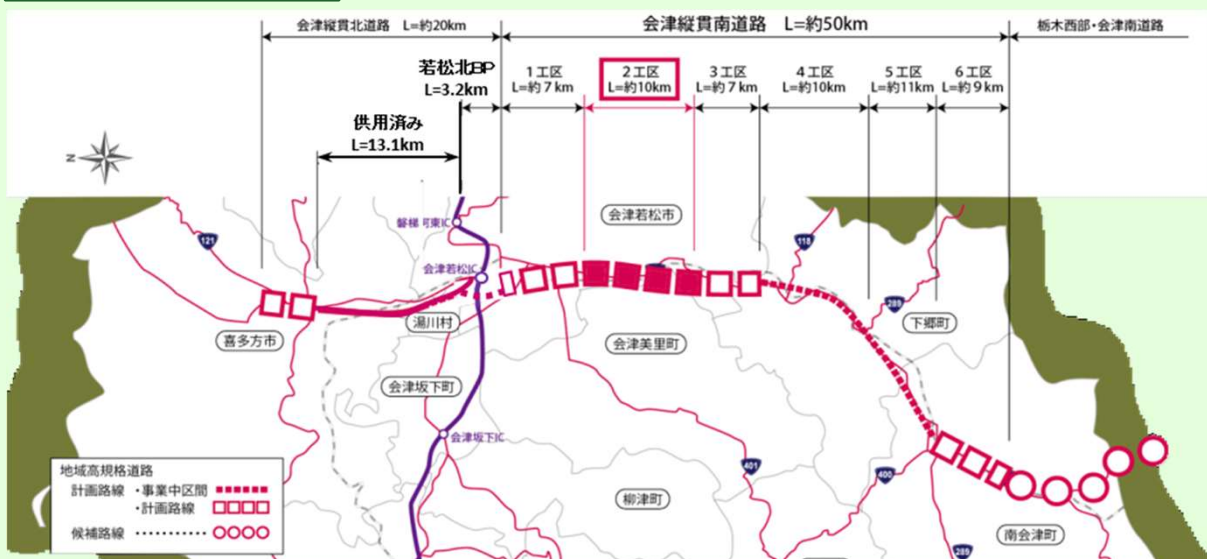 会津縦貫北道路 L=約20km
会津縦貫南道路 L=約50km
栃木西部・会津南道路
若松北BP
L=3.2km
1工区
L=約7km
2工区
L=約10km
3工区
L=約7km
4工区
L=約10km
5工区
L=約11km
6工区
L=約9km
供用済み
L=13.1km
N
会津若松市
磐梯河東IC
121
118
会津若松IC
289
湯川村
下郷町
喜多方市
会津美里町
会津坂下町
会津坂下IC
401
400
柳津町
南会津町
289
地域高規格道路
計画路線 ・事業中区間
・計画路線
候補路線 ・・・・・・・・・・